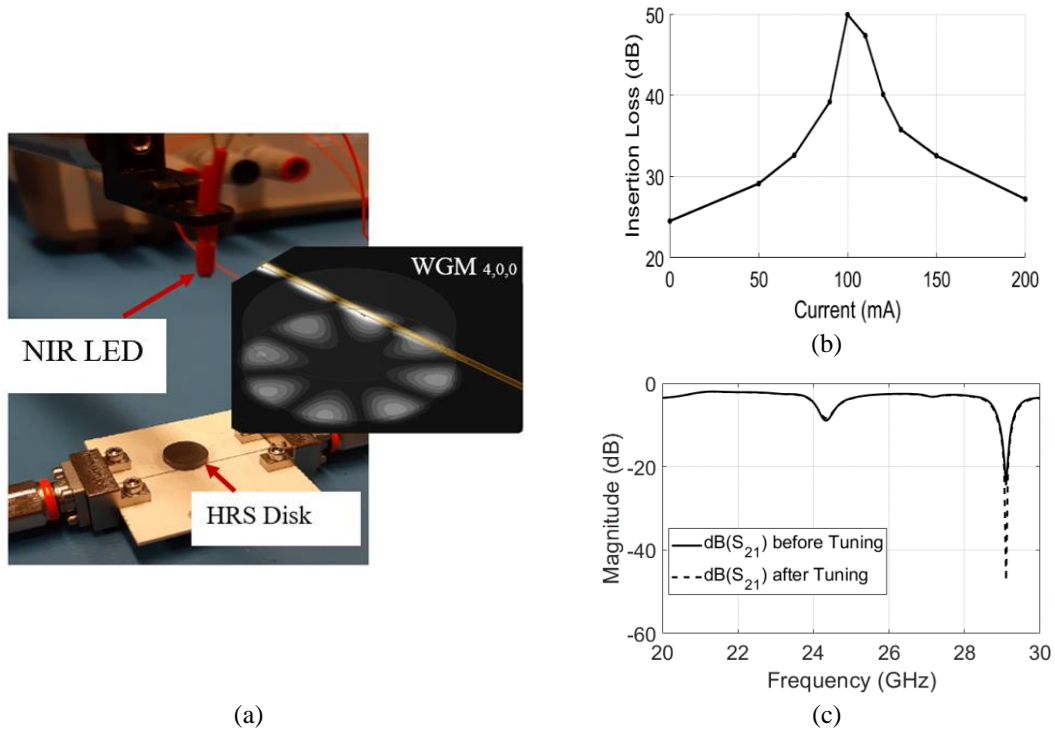 WGM 4,0,0
NIR LED
HRS Disk
(a)
50
40
30
20
Insertion Loss (dB)
0
50
100
150
200
Current (mA)
(b)
0
-20
-40
-60
Magnitude (dB)
dB(S21) before Tuning
dB(S21) after Tuning
20
22
24
26
28
30
Frequency (GHz)
(c)